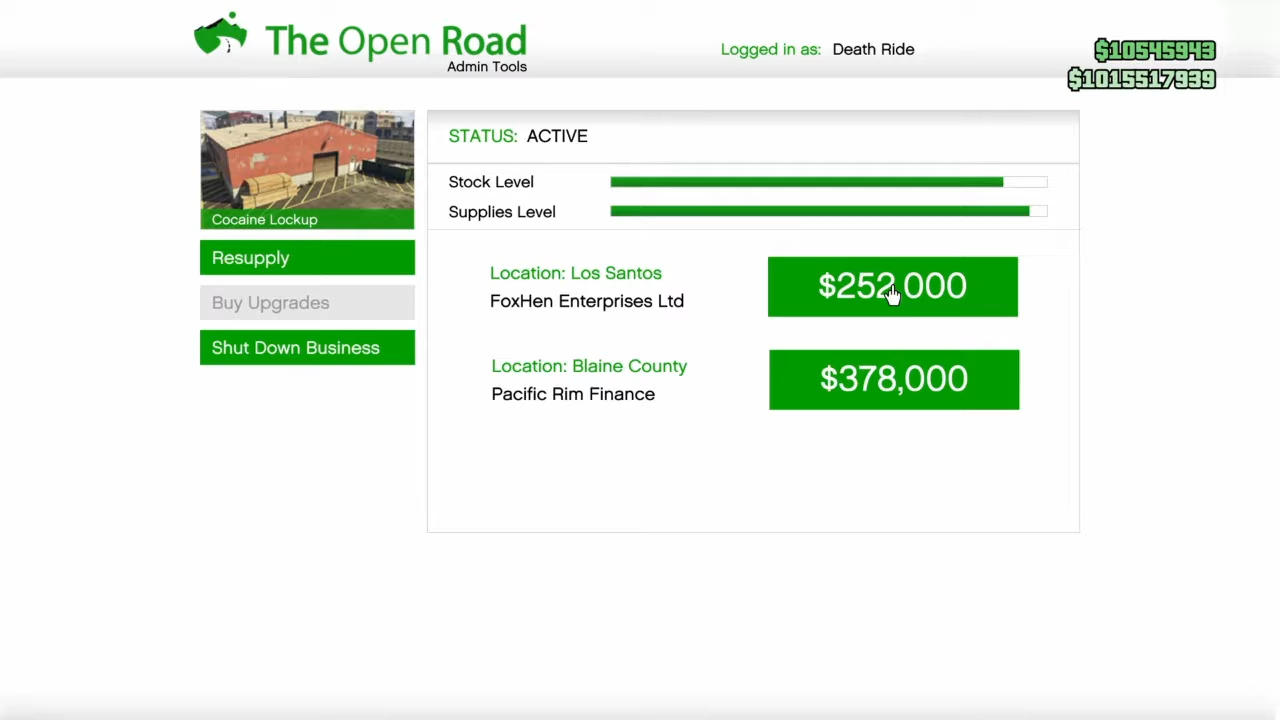 The Open Road
Admin Tools
Logged in as: Death Ride
$10545943
$1015517939
Cocaine Lockup
Resupply
Buy Upgrades
Shut Down Business
STATUS: ACTIVE
Stock Level
Supplies Level
Location: Los Santos
FoxHen Enterprises Ltd
$252,000
Location: Blaine County
Pacific Rim Finance
$378,000